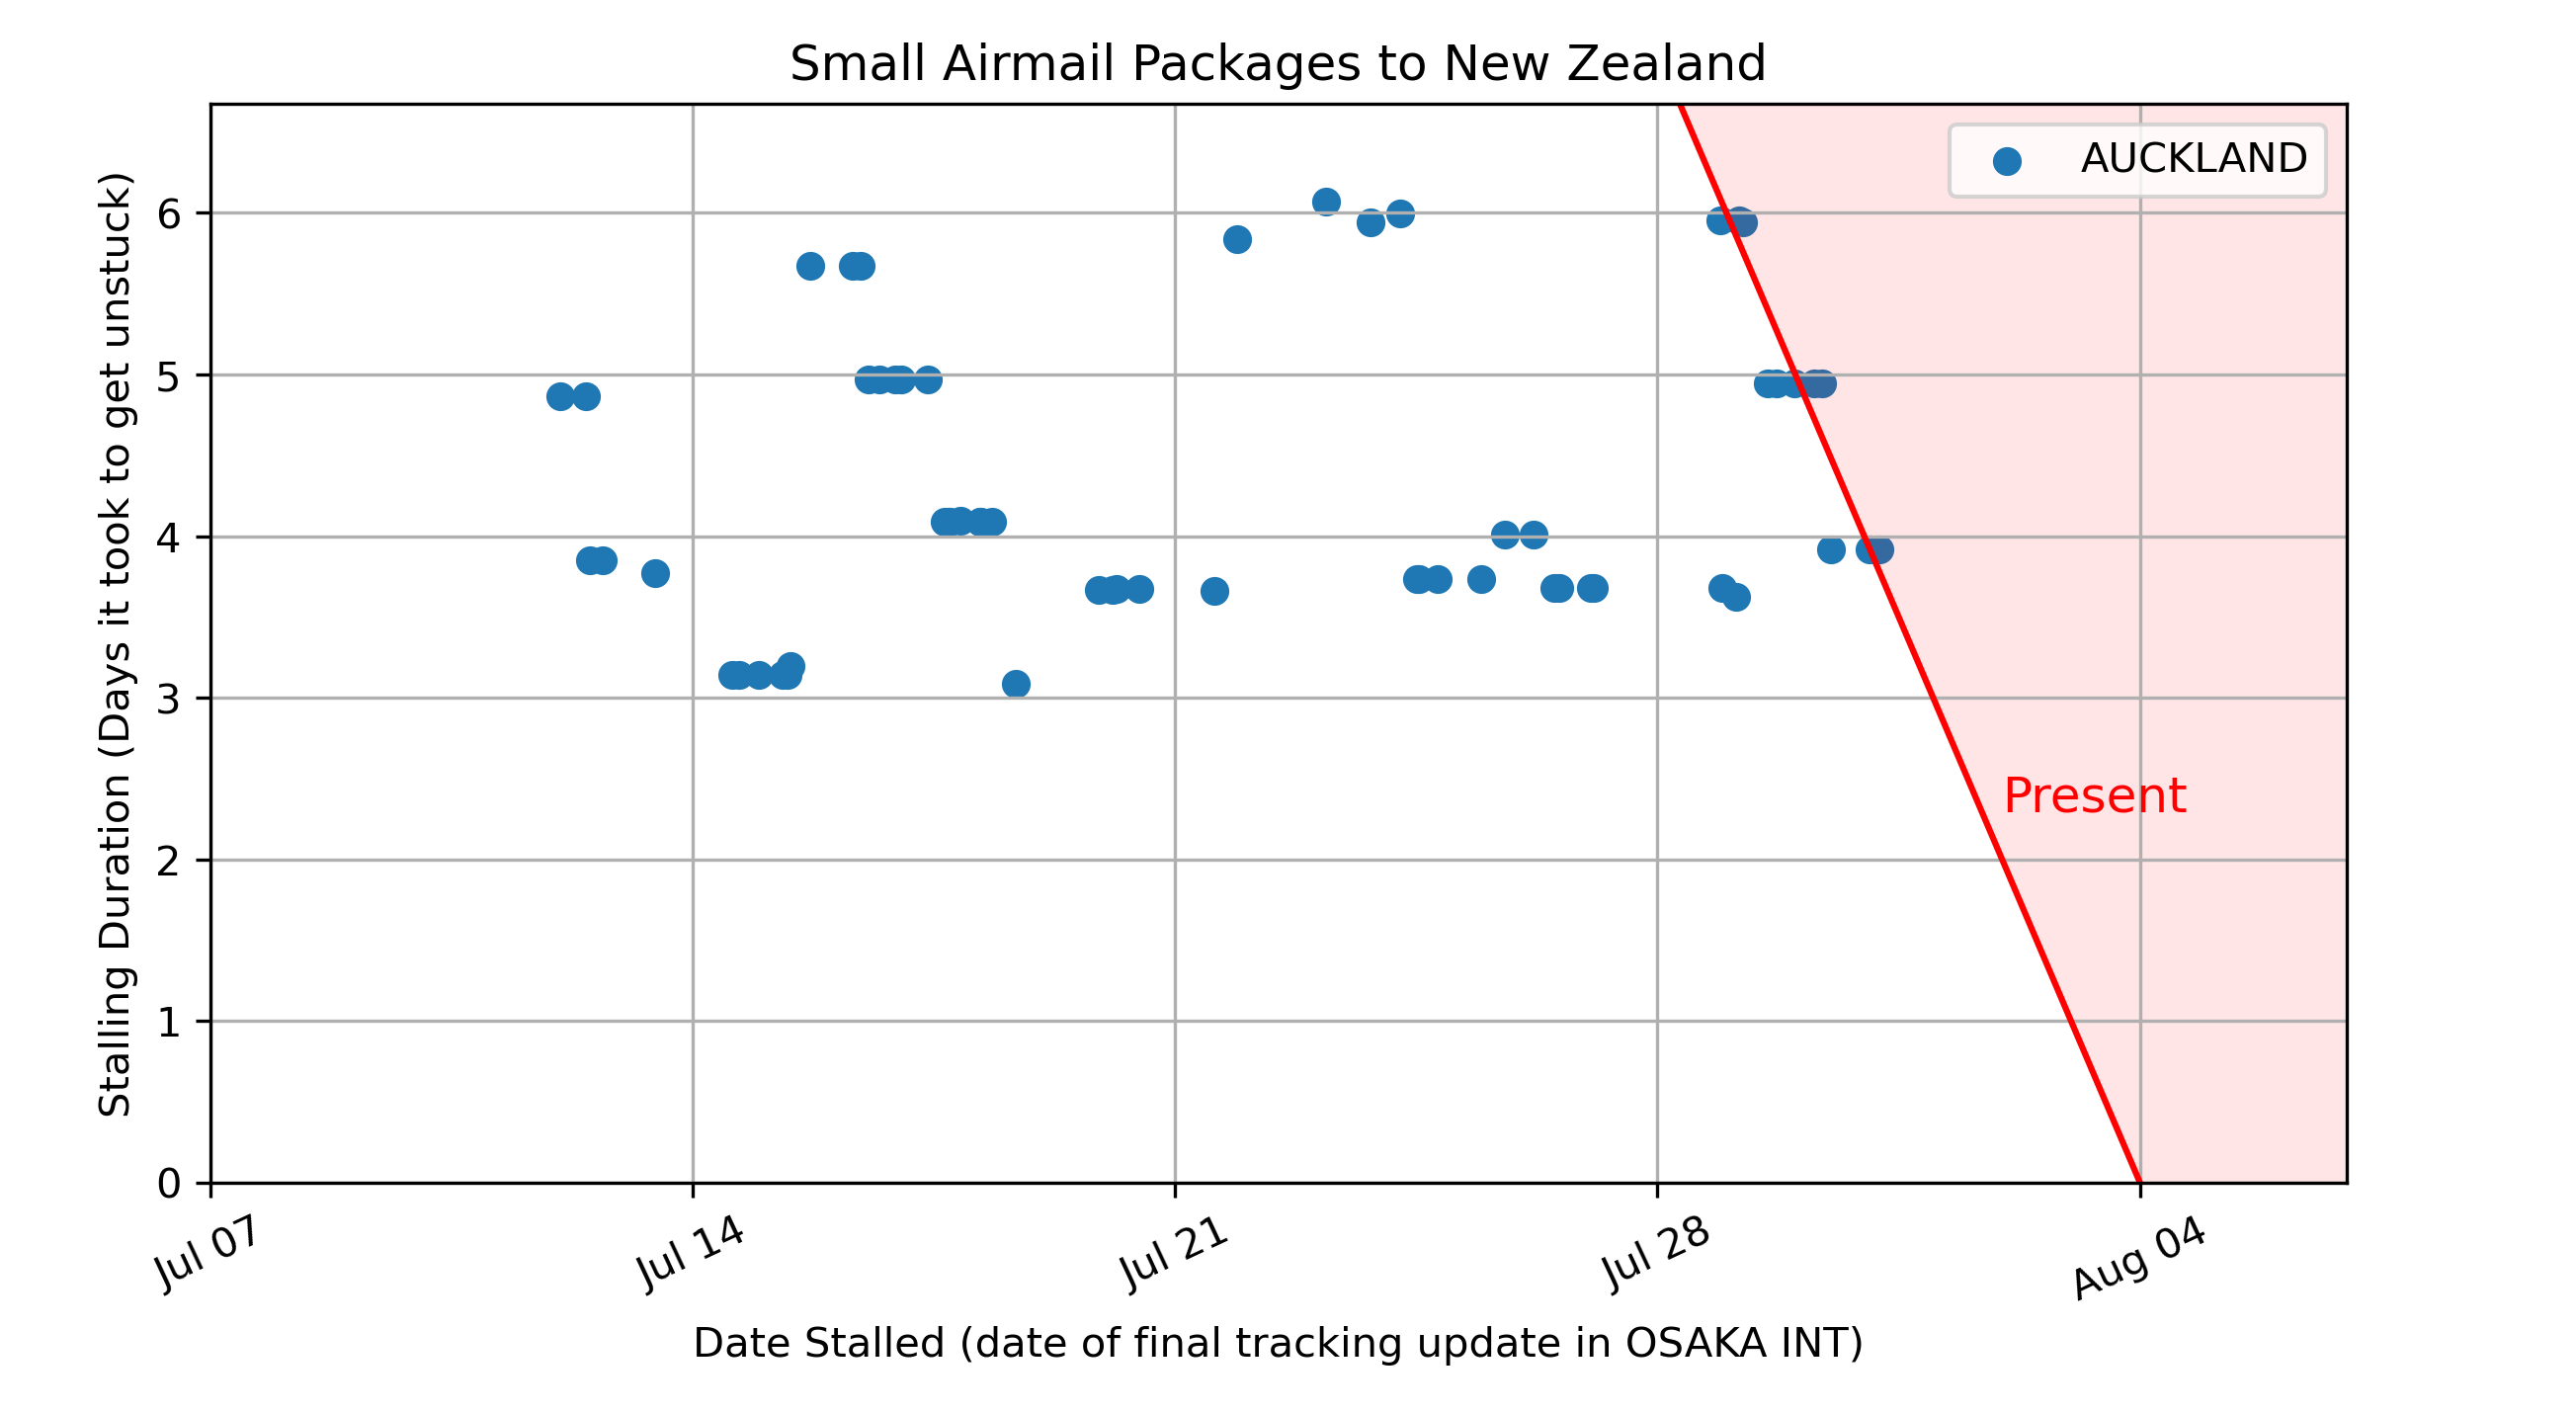 Small Airmail Packages to New Zealand
AUCKLAND
Stalling Duration (Days it took to get unstuck)
6
5
4
3
2
1
0
Present
Jul 07
Jul 14
Jul 21
Jul 28
Aug 04
Date Stalled (date of final tracking update in OSAKA INT)